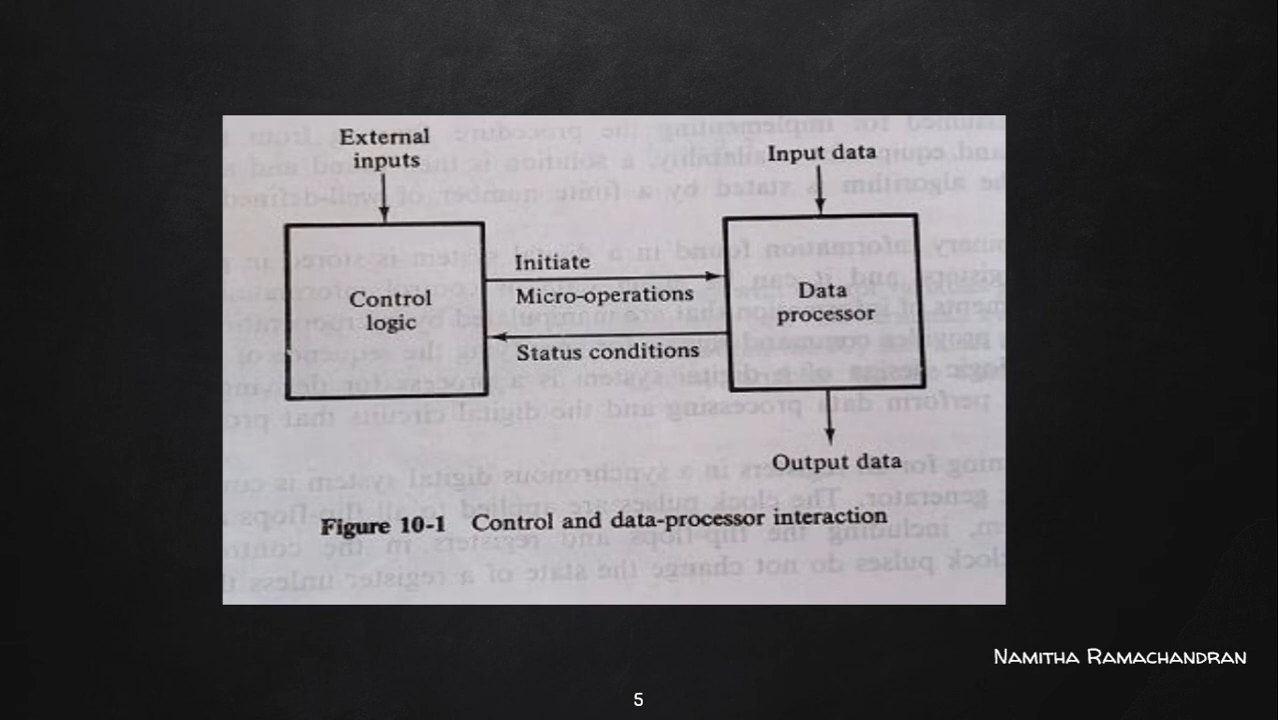 External
inputs
Input data
Control
logic
Initiate
Micro-operations
Status conditions
Data
processor
Output data
Figure 10-1 Control and data-processor interaction
Namitha Ramachandran
5